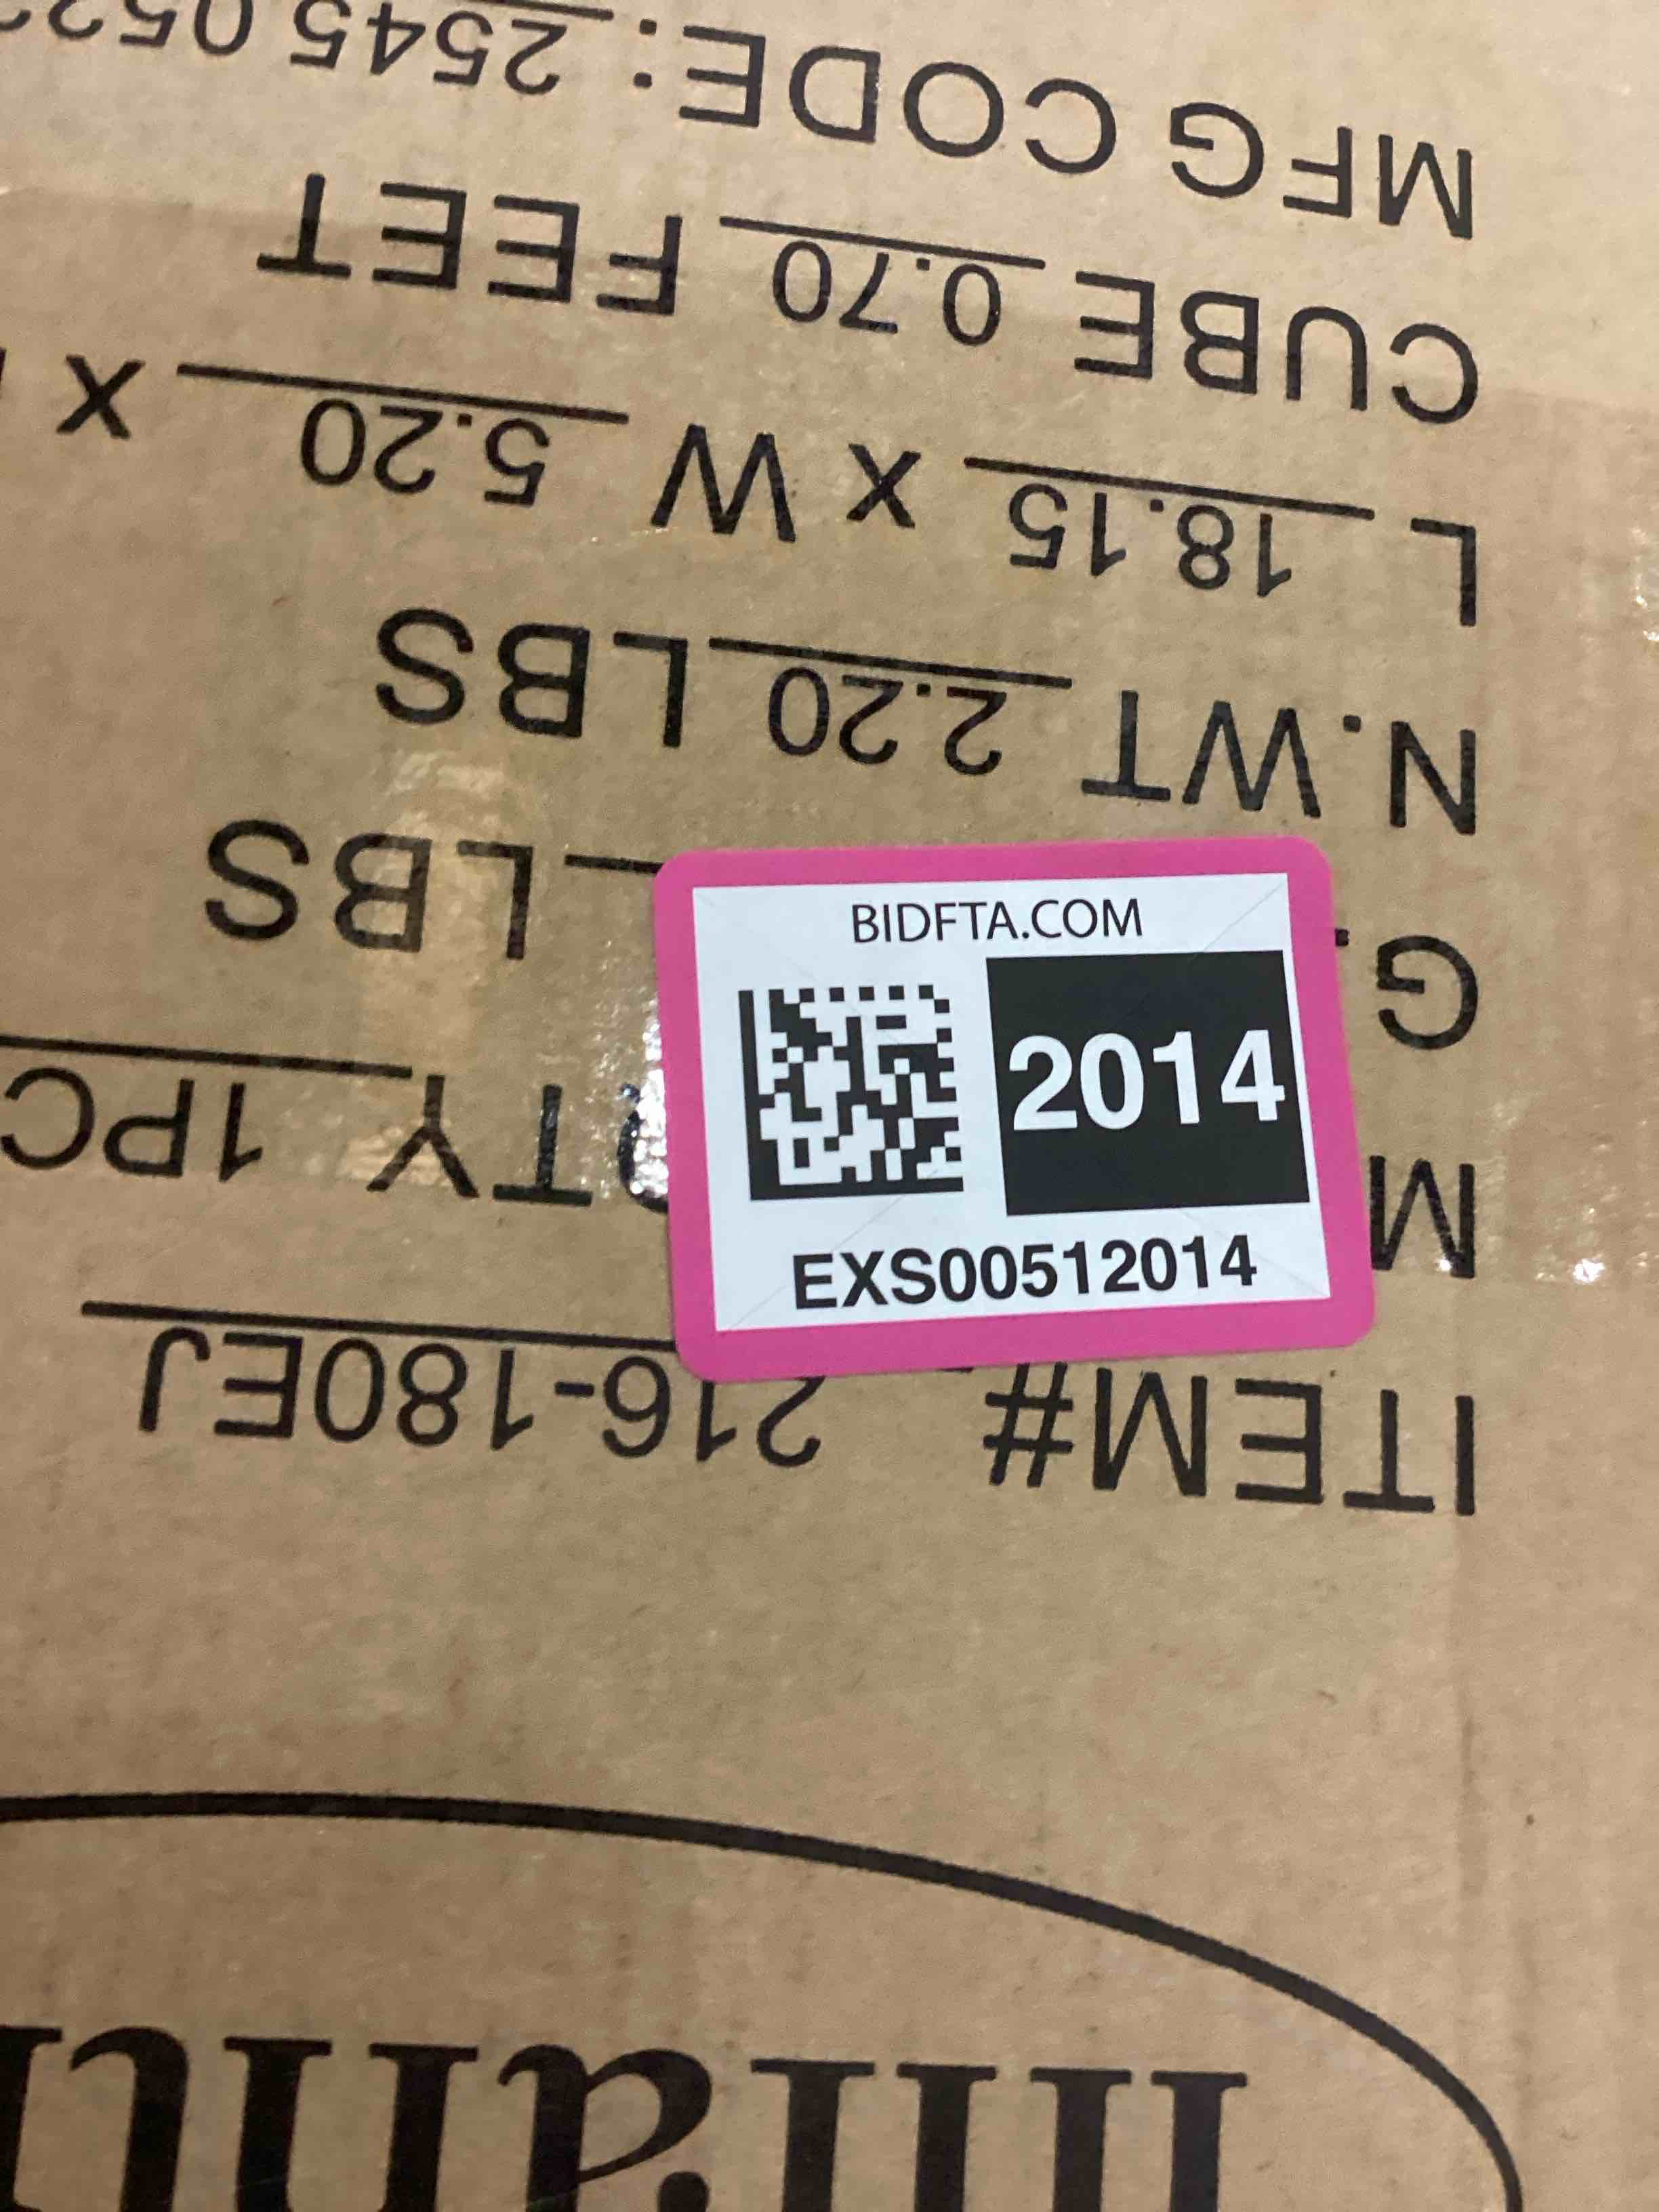 BIDFTA.COM
2014
EXS00512014
ITEM# 216-180EJ
M QTY 1PC
G. LBS
N.WT 2.20 LBS
L 18.15 x W 5.20 x
CUBE 0.70 FEET
MFG CODE: 2545 052